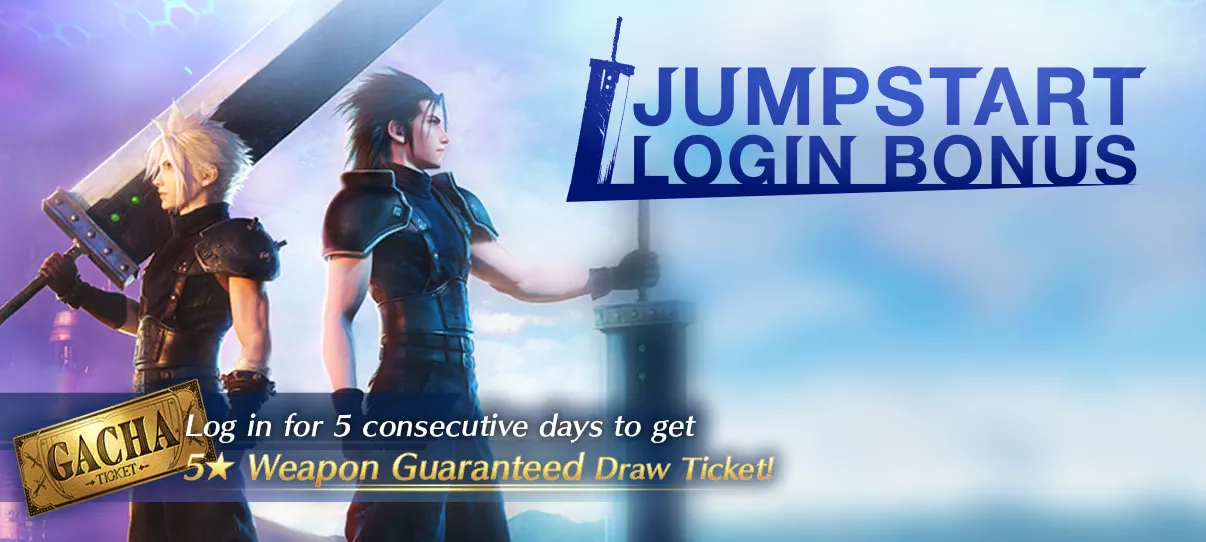 JUMPSTART
LOGIN BONUS
GACHA
TICKET
Log in for 5 consecutive days to get
5★ Weapon Guaranteed Draw Ticket!